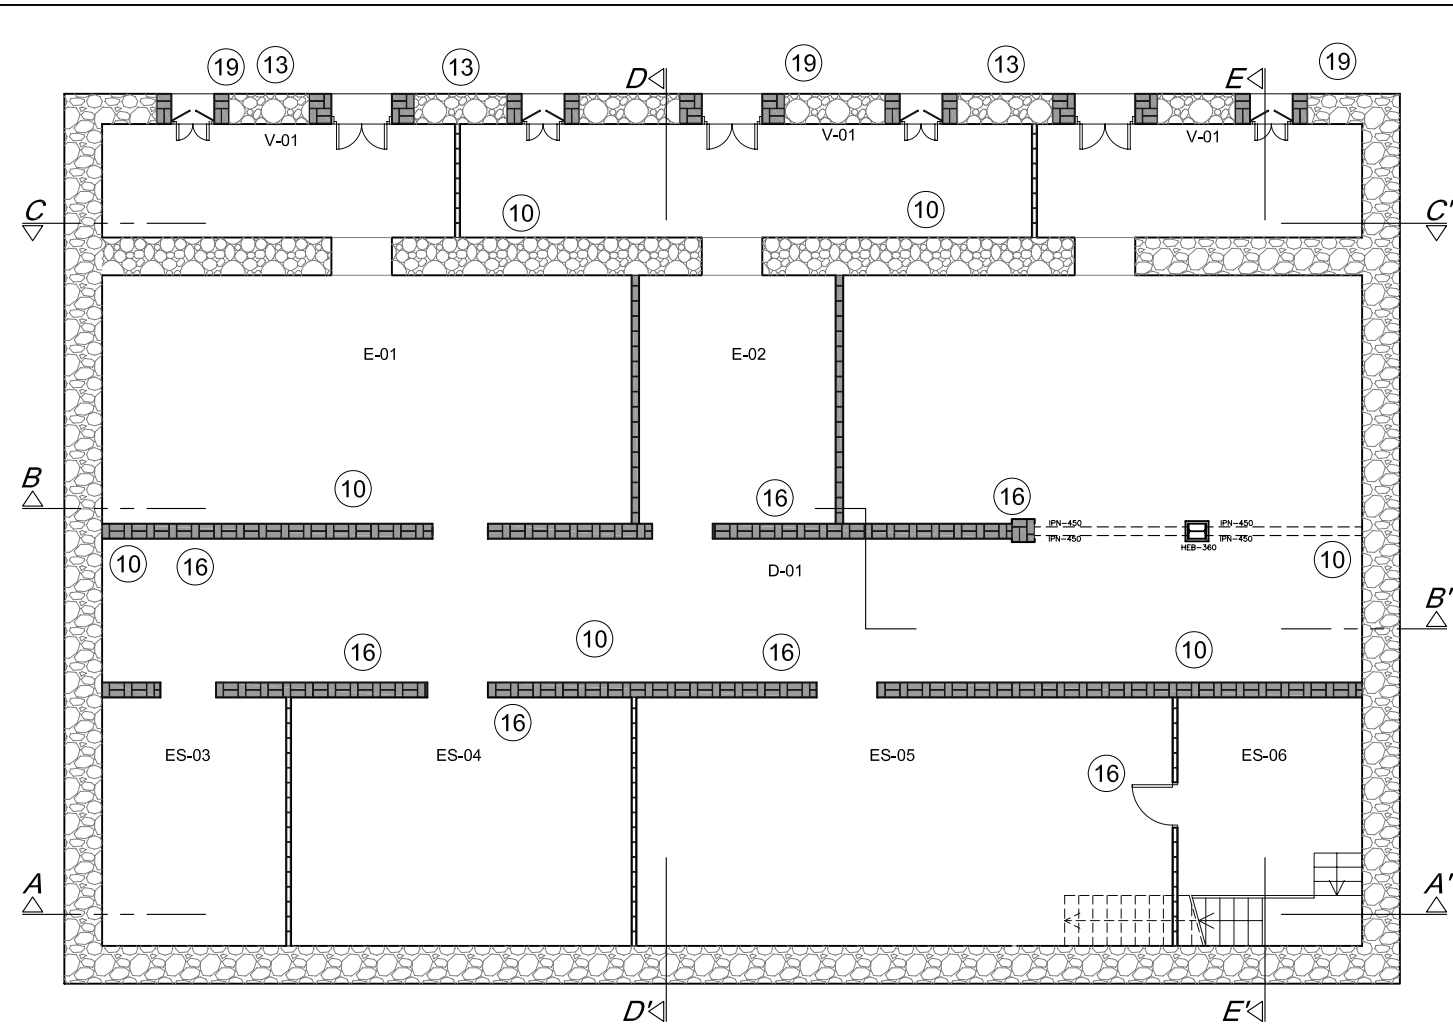 19 13 13 19 13 19
D E
V-01 V-01 V-01
C 10 10 C'
E-01 E-02
B 10 16 16
IPN-450 IPN-450
IPN-450 IPN-450
HEB-360
10 16 D-01 10
B'
16 10 16 10
16
ES-03 ES-04 ES-05 ES-06
16
A A'
D' E'